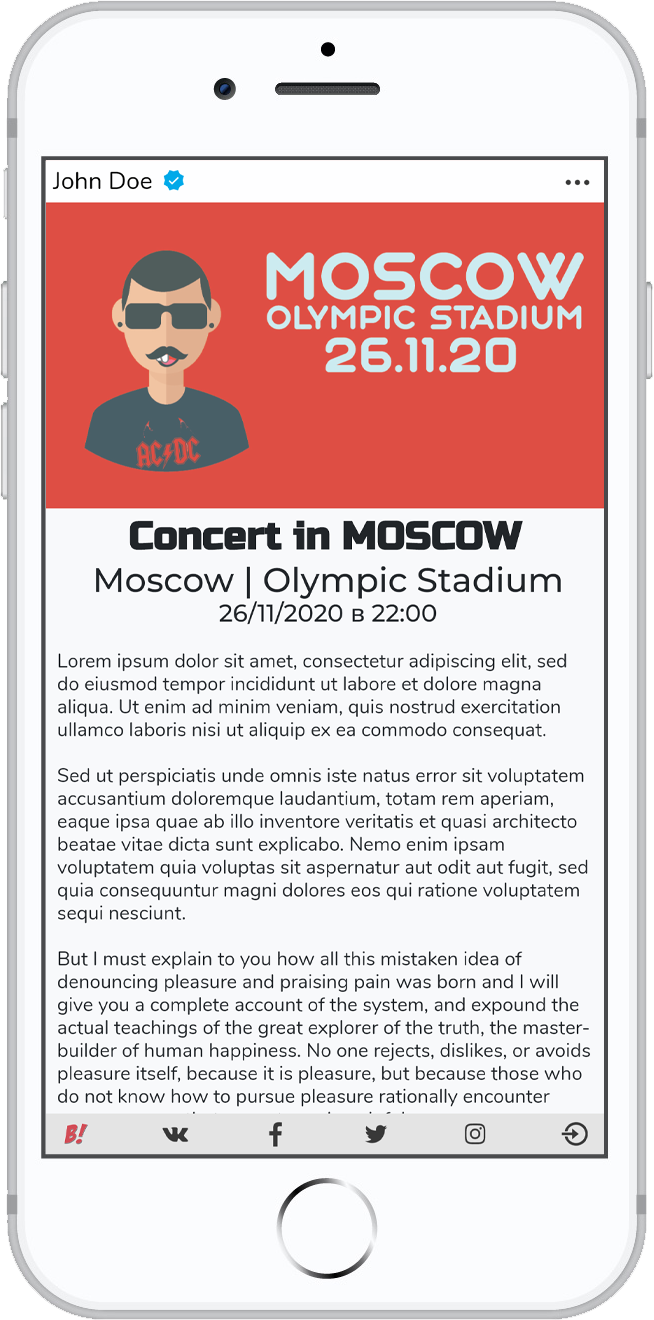 John Doe
MOSCOW
OLYMPIC STADIUM
26.11.20
AC DC
Concert in MOSCOW
Moscow | Olympic Stadium
26/11/2020 в 22:00
Lorem ipsum dolor sit amet, consectetur adipiscing elit, sed
do eiusmod tempor incididunt ut labore et dolore magna
aliqua. Ut enim ad minim veniam, quis nostrud exercitation
ullamco laboris nisi ut aliquip ex ea commodo consequat.
Sed ut perspiciatis unde omnis iste natus error sit voluptatem
accusantium doloremque laudantium, totam rem aperiam,
eaque ipsa quae ab illo inventore veritatis et quasi architecto
beatae vitae dicta sunt explicabo. Nemo enim ipsam
voluptatem quia voluptas sit aspernatur aut odit aut fugit, sed
quia consequuntur magni dolores eos qui ratione voluptatem
sequi nesciunt.
But I must explain to you how all this mistaken idea of
denouncing pleasure and praising pain was born and I will
give you a complete account of the system, and expound the
actual teachings of the great explorer of the truth, the master-
builder of human happiness. No one rejects, dislikes, or avoids
pleasure itself, because it is pleasure, but because those who
do not know how to pursue pleasure rationally encounter
B!